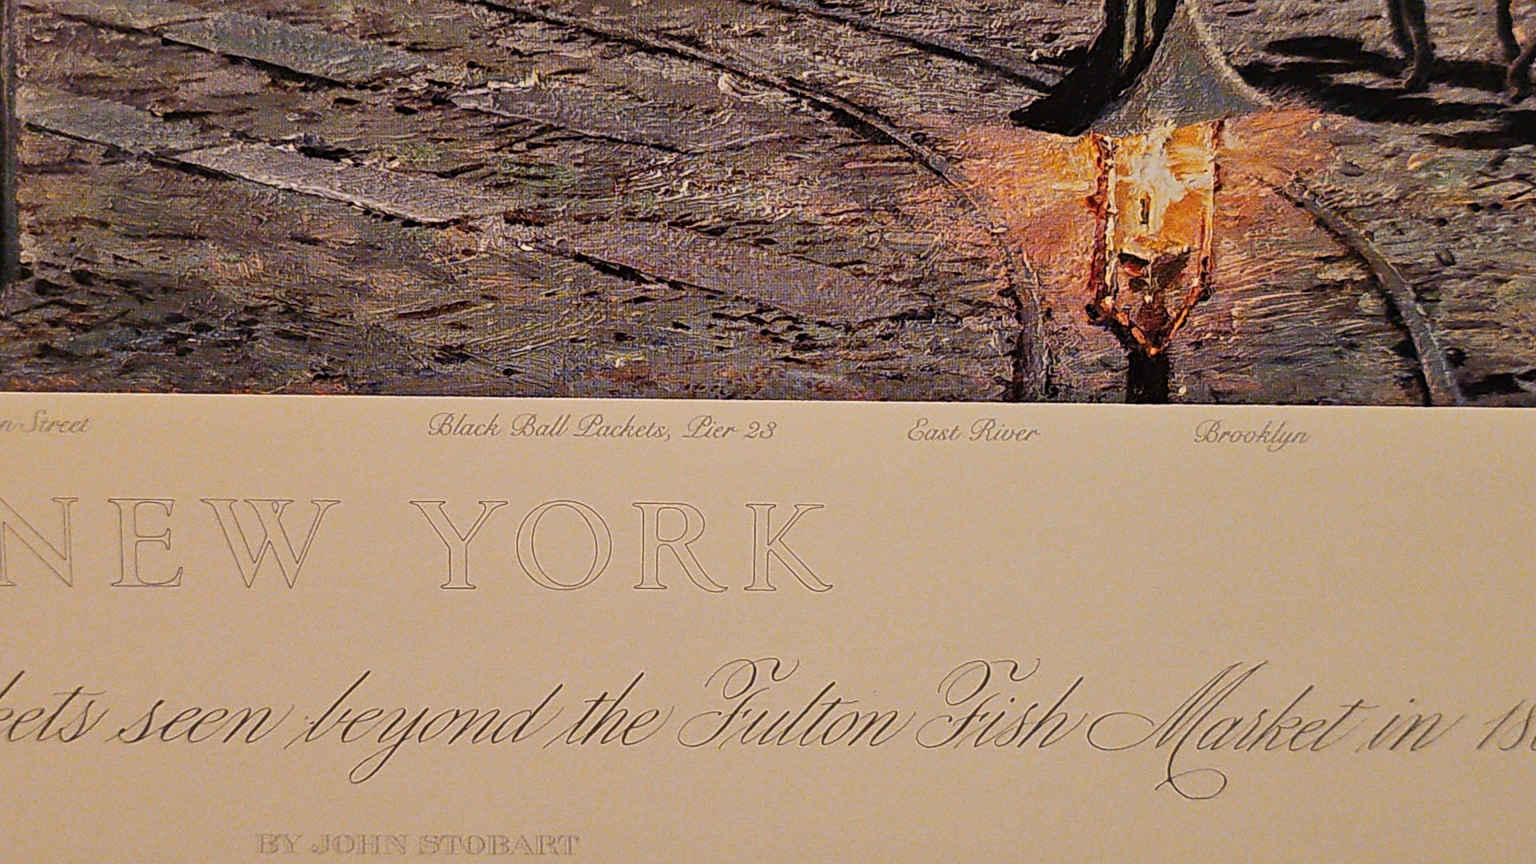 Street Black Ball Packets, Pier 23 East River Brooklyn
NEW YORK
seen beyond the Fulton Fish Market in
BY JOHN STOBART